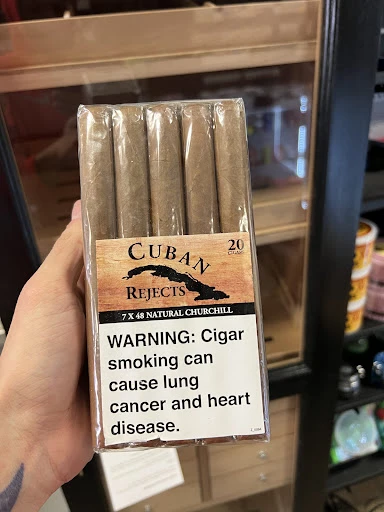 CUBAN
20
CIGARS
REJECTS
7 X 48 NATURAL CHURCHILL
WARNING: Cigar
smoking can
cause lung
cancer and heart
disease.